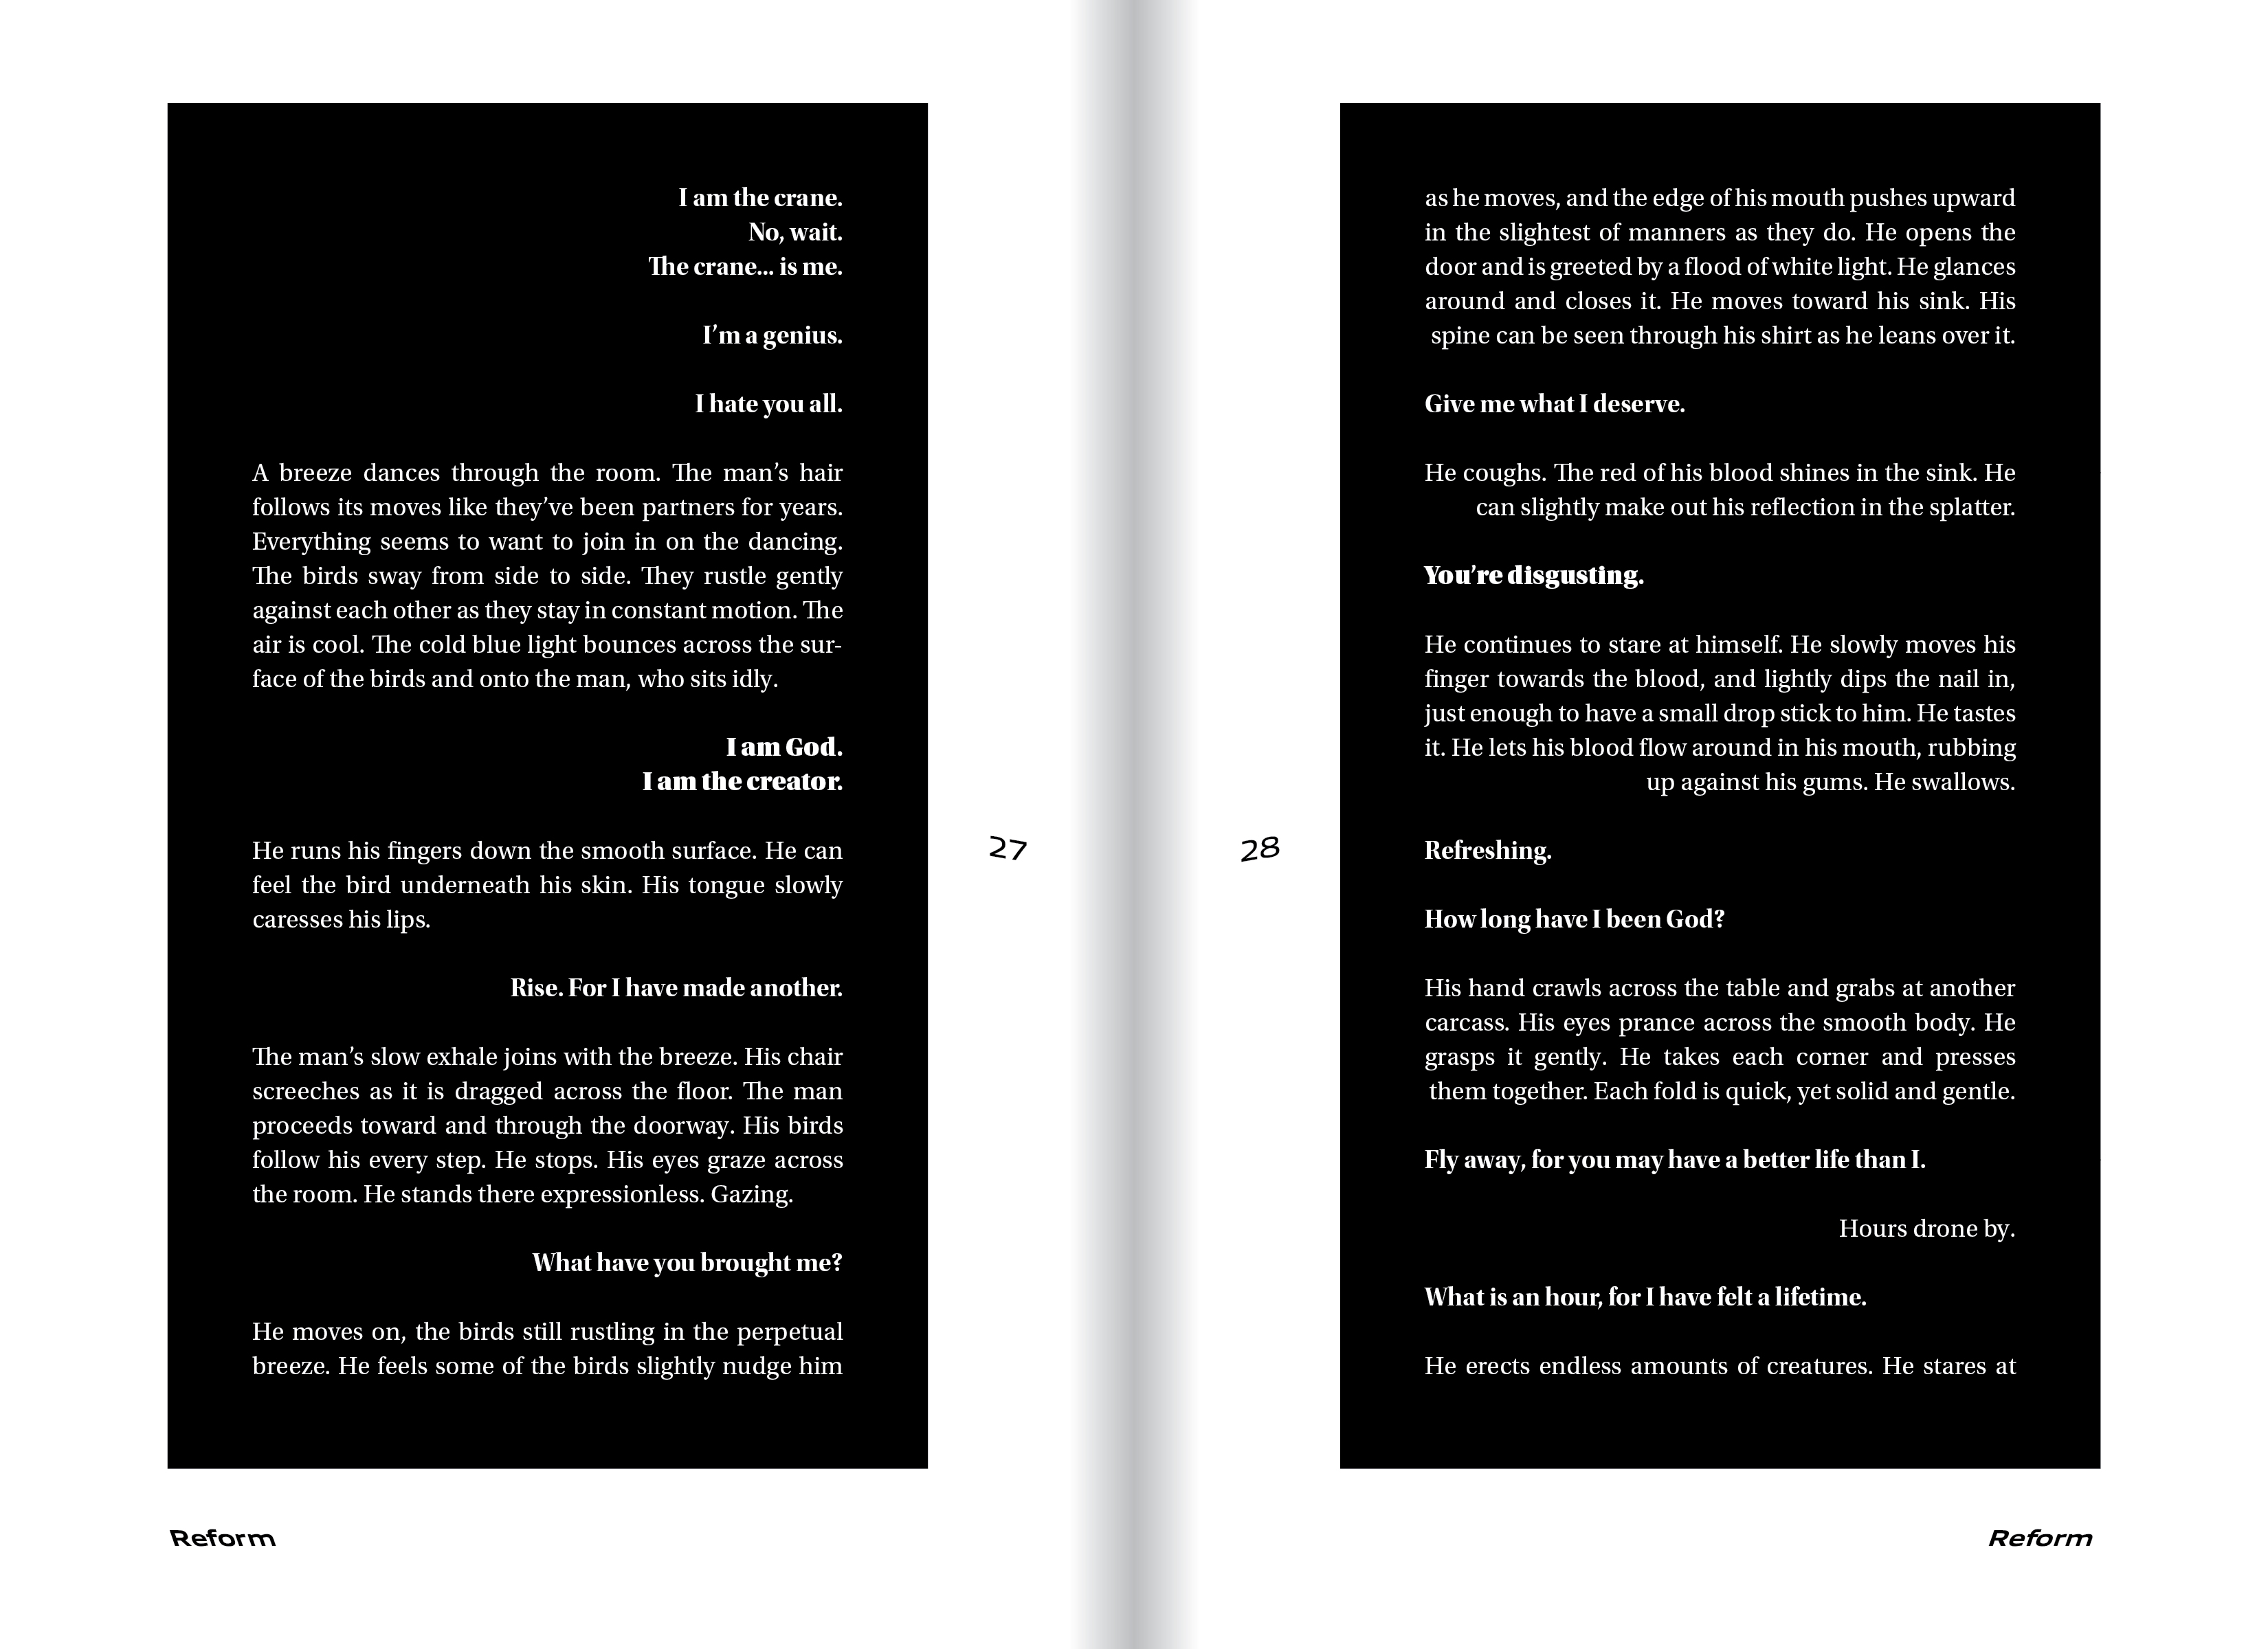 I am the crane.
No, wait.
The crane... is me.
I'm a genius.
I hate you all.
A breeze dances through the room. The man's hair
follows its moves like they've been partners for years.
Everything seems to want to join in on the dancing.
The birds sway from side to side. They rustle gently
against each other as they stay in constant motion. The
air is cool. The cold blue light bounces across the sur-
face of the birds and onto the man, who sits idly.
I am God.
I am the creator.
He runs his fingers down the smooth surface. He can
feel the bird underneath his skin. His tongue slowly
caresses his lips.
Rise. For I have made another.
The man's slow exhale joins with the breeze. His chair
screeches as it is dragged across the floor. The man
proceeds toward and through the doorway. His birds
follow his every step. He stops. His eyes graze across
the room. He stands there expressionless. Gazing.
What have you brought me?
He moves on, the birds still rustling in the perpetual
breeze. He feels some of the birds slightly nudge him
27
Reform
as he moves, and the edge of his mouth pushes upward
in the slightest of manners as they do. He opens the
door and is greeted by a flood of white light. He glances
around and closes it. He moves toward his sink. His
spine can be seen through his shirt as he leans over it.
Give me what I deserve.
He coughs. The red of his blood shines in the sink. He
can slightly make out his reflection in the splatter.
You're disgusting.
He continues to stare at himself. He slowly moves his
finger towards the blood, and lightly dips the nail in,
just enough to have a small drop stick to him. He tastes
it. He lets his blood flow around in his mouth, rubbing
up against his gums. He swallows.
Refreshing.
How long have I been God?
His hand crawls across the table and grabs at another
carcass. His eyes prance across the smooth body. He
grasps it gently. He takes each corner and presses
them together. Each fold is quick, yet solid and gentle.
Fly away, for you may have a better life than I.
Hours drone by.
What is an hour, for I have felt a lifetime.
He erects endless amounts of creatures. He stares at
28
Reform